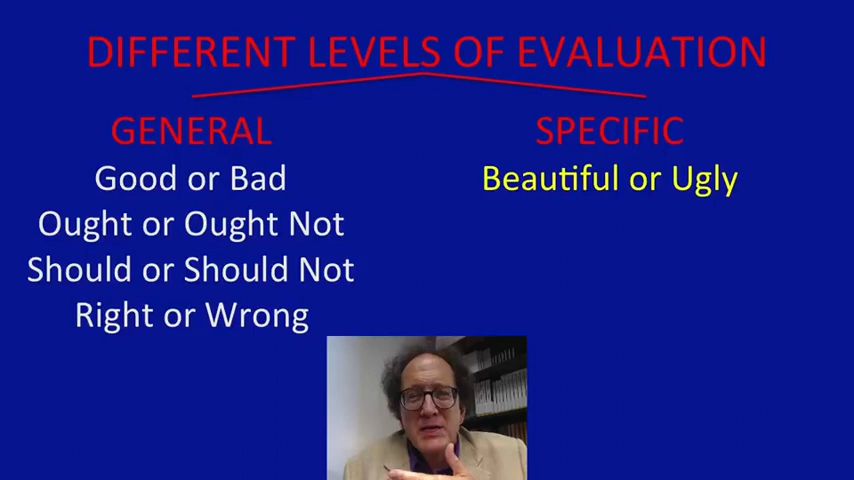 DIFFERENT LEVELS OF EVALUATION
GENERAL
Good or Bad
Ought or Ought Not
Should or Should Not
Right or Wrong
SPECIFIC
Beautiful or Ugly